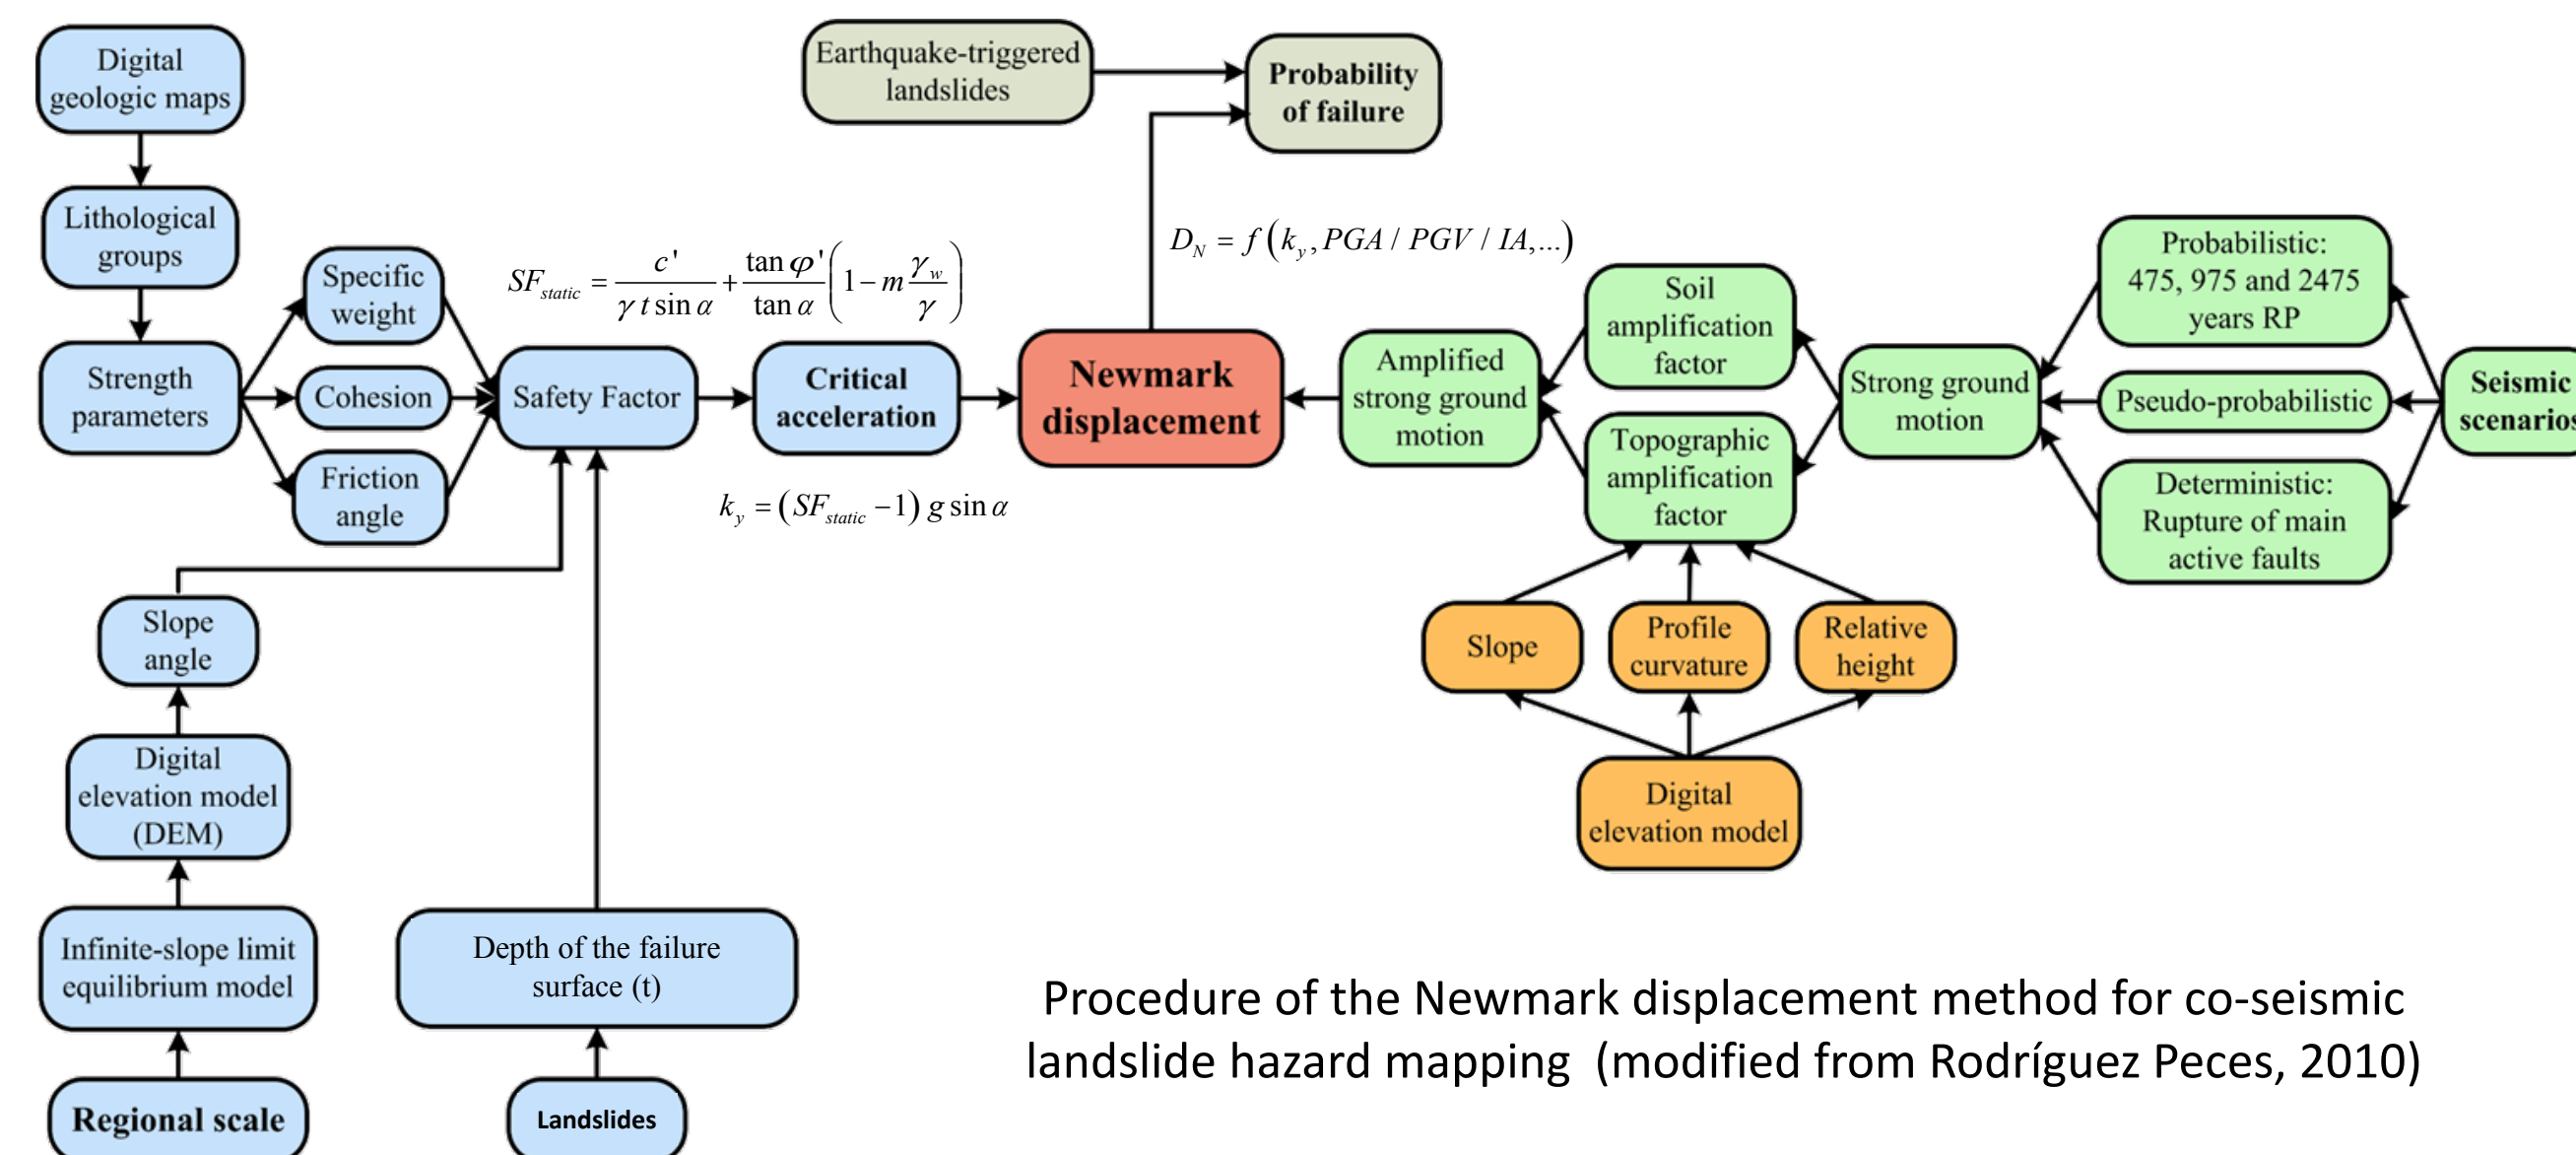 Digital
geologic maps
Lithological
groups
Strength
parameters
Specific
weight
Cohesion
Friction
angle
Slope
angle
Digital
elevation model
(DEM)
Infinite-slope limit
equilibrium model
Regional scale
SF_static = c' / (γ t sin α) + tan φ' / tan α (1 − m γ_w / γ)
Safety Factor
Depth of the failure
surface (t)
Landslides
Critical
acceleration
k_y = (SF_static − 1) g sin α
Earthquake-triggered
landslides
Probability
of failure
D_N = f (k_y, PGA / PGV / IA,...)
Newmark
displacement
Amplified
strong ground
motion
Soil
amplification
factor
Topographic
amplification
factor
Slope
Profile
curvature
Relative
height
Digital
elevation model
Strong ground
motion
Probabilistic:
475, 975 and 2475
years RP
Pseudo-probabilistic
Deterministic:
Rupture of main
active faults
Seismic
scenarios
Procedure of the Newmark displacement method for co-seismic
landslide hazard mapping (modified from Rodríguez Peces, 2010)